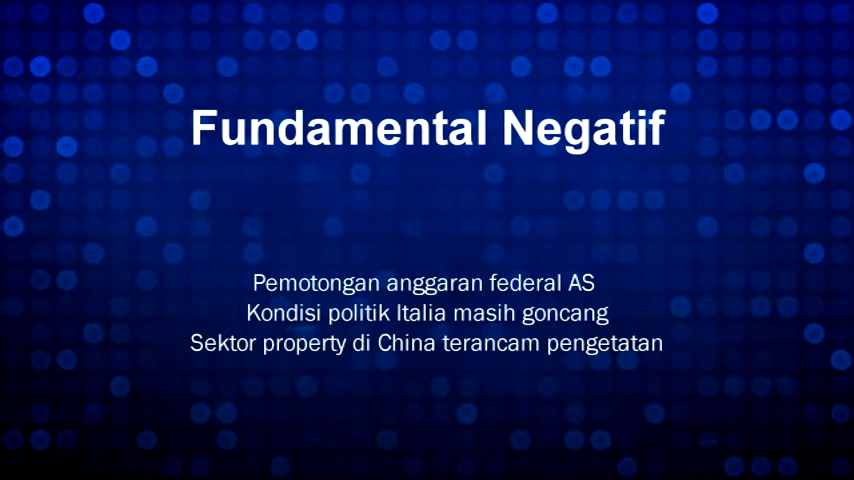 Fundamental Negatif
Pemotongan anggaran federal AS
Kondisi politik Italia masih goncang
Sektor property di China terancam pengetatan